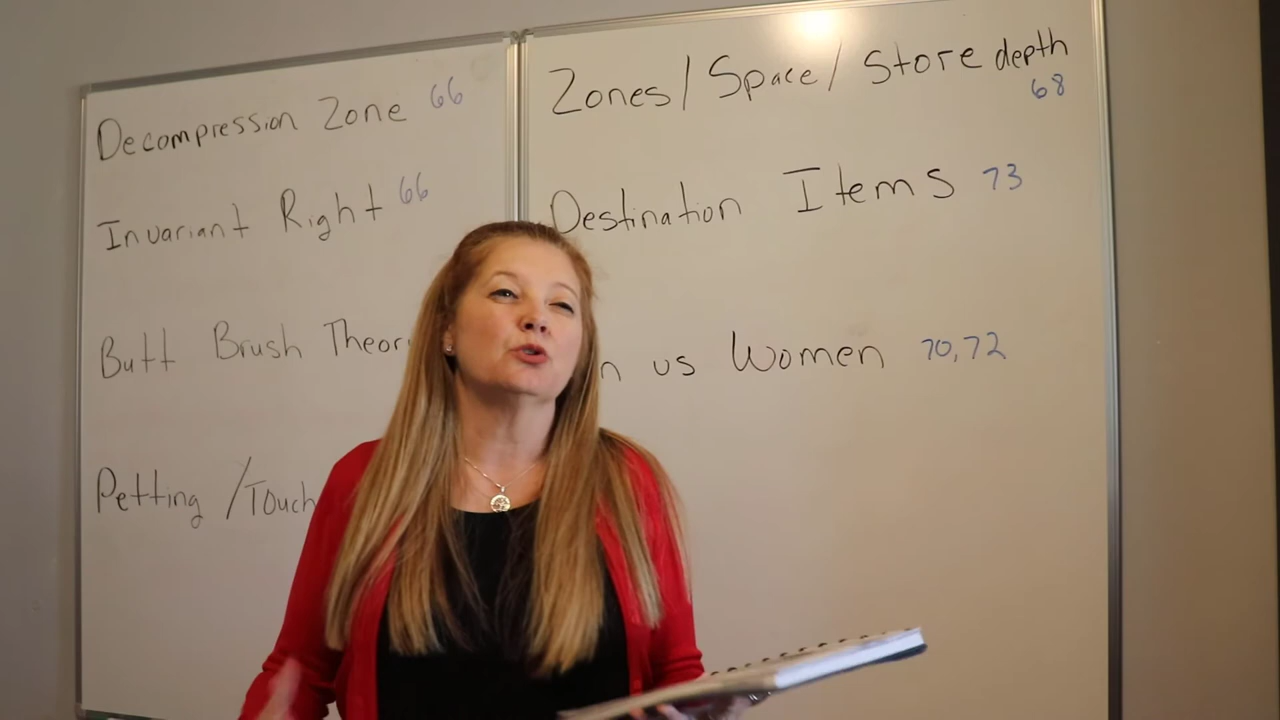 Decompression Zone 66
Invariant Right 66
Butt Brush Theor
Petting / Touch
Zones / Space / Store depth
68
Destination Items 73
n vs Women 70,72